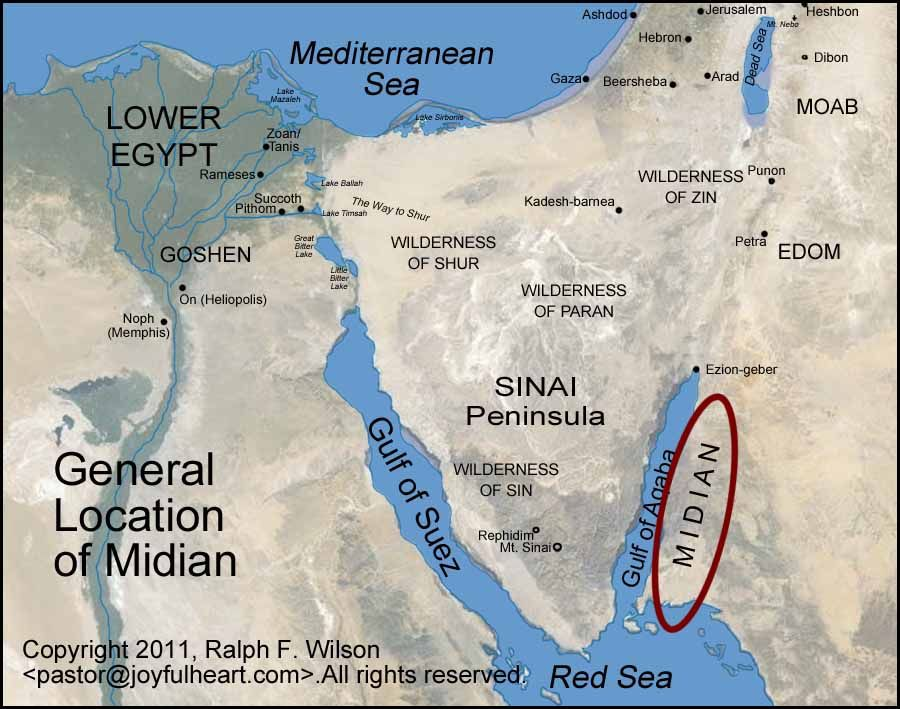 Ashdod
Jerusalem
Heshbon
Mt. Nebo
Hebron
Mediterranean
Sea
Dead Sea
Dibon
Gaza
Beersheba
Arad
MOAB
Lake
Mazaleh
LOWER
EGYPT
Lake Sirbonis
Zoan/
Tanis
Rameses
Lake Ballah
WILDERNESS
OF ZIN
Punon
Succoth
Pithom
Lake Timsah
The Way to Shur
Kadesh-barnea
GOSHEN
Great
Bitter
Lake
WILDERNESS
OF SHUR
Petra
EDOM
Little
Bitter
Lake
On (Heliopolis)
WILDERNESS
OF PARAN
Noph
(Memphis)
Ezion-geber
SINAI
Peninsula
Gulf of Suez
WILDERNESS
OF SIN
Gulf of Aqaba
MIDIAN
General
Location
of Midian
Rephidim
Mt. Sinai
Copyright 2011, Ralph F. Wilson
<pastor@joyfulheart.com>.All rights reserved.
Red Sea